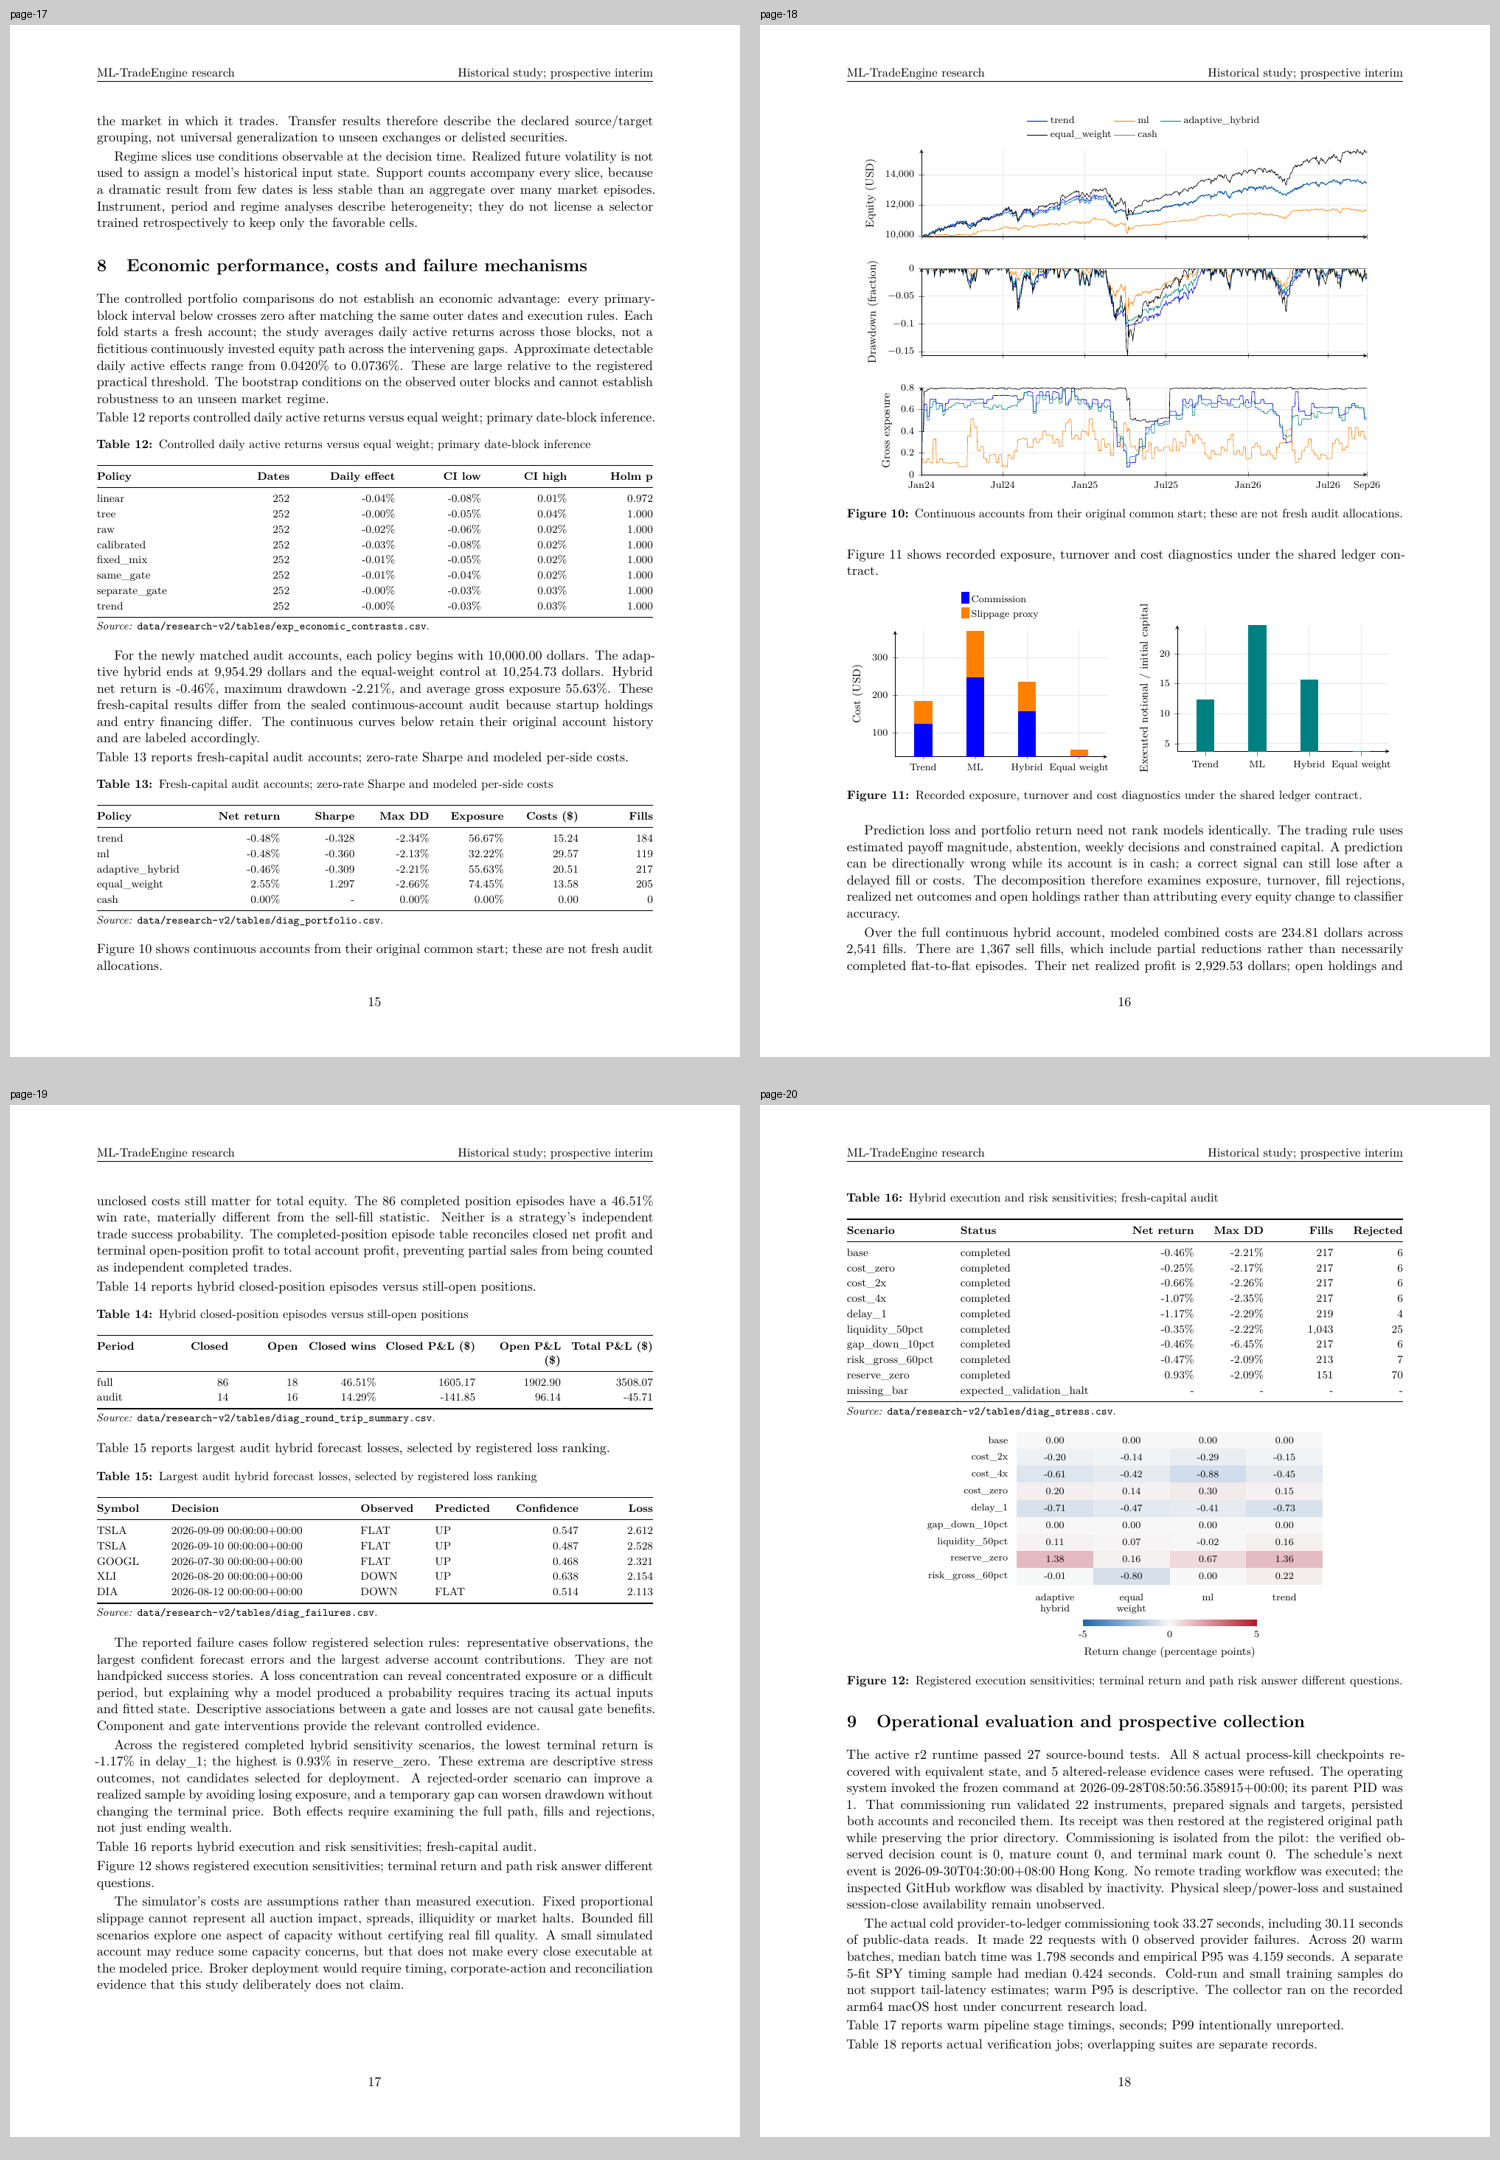 page-17
ML-TradeEngine research Historical study; prospective interim
the market in which it trades. Transfer results therefore describe the declared source/target
grouping, not universal generalization to unseen exchanges or delisted securities.
Regime slices use conditions observable at the decision time. Realized future volatility is not
used to assign a model's historical input state. Support counts accompany every slice, because
a dramatic result from few dates is less stable than an aggregate over many market episodes.
Instrument, period and regime analyses describe heterogeneity; they do not license a selector
trained retrospectively to keep only the favorable cells.
8 Economic performance, costs and failure mechanisms
The controlled portfolio comparisons do not establish an economic advantage: every primary-
block interval below crosses zero after matching the same outer dates and execution rules. Each
fold starts a fresh account; the study averages daily active returns across those blocks, not a
fictitious continuously invested equity path across the intervening gaps. Approximate detectable
daily active effects range from 0.0420% to 0.0736%. These are large relative to the registered
practical threshold. The bootstrap conditions on the observed outer blocks and cannot establish
robustness to an unseen market regime.
Table 12 reports controlled daily active returns versus equal weight; primary date-block inference.
Table 12: Controlled daily active returns versus equal weight; primary date-block inference
Policy Dates Daily effect CI low CI high Holm p
linear 252 -0.04% -0.08% 0.01% 0.972
tree 252 -0.00% -0.05% 0.04% 1.000
raw 252 -0.02% -0.06% 0.02% 1.000
calibrated 252 -0.03% -0.08% 0.02% 1.000
fixed_mix 252 -0.01% -0.05% 0.02% 1.000
same_gate 252 -0.01% -0.04% 0.02% 1.000
separate_gate 252 -0.00% -0.03% 0.03% 1.000
trend 252 -0.00% -0.03% 0.03% 1.000
Source: data/research-v2/tables/exp_economic_contrasts.csv.
For the newly matched audit accounts, each policy begins with 10,000.00 dollars. The adap-
tive hybrid ends at 9,954.29 dollars and the equal-weight control at 10,254.73 dollars. Hybrid
net return is -0.46%, maximum drawdown -2.21%, and average gross exposure 55.63%. These
fresh-capital results differ from the sealed continuous-account audit because startup holdings
and entry financing differ. The continuous curves below retain their original account history
and are labeled accordingly.
Table 13 reports fresh-capital audit accounts; zero-rate Sharpe and modeled per-side costs.
Table 13: Fresh-capital audit accounts; zero-rate Sharpe and modeled per-side costs
Policy Net return Sharpe Max DD Exposure Costs ($) Fills
trend -0.48% -0.328 -2.34% 56.67% 15.24 184
ml -0.48% -0.360 -2.13% 32.22% 29.57 119
adaptive_hybrid -0.46% -0.309 -2.21% 55.63% 20.51 217
equal_weight 2.55% 1.297 -2.66% 74.45% 13.58 205
cash 0.00% - 0.00% 0.00% 0.00 0
Source: data/research-v2/tables/diag_portfolio.csv.
Figure 10 shows continuous accounts from their original common start; these are not fresh audit
allocations.
15
page-18
ML-TradeEngine research Historical study; prospective interim
trend ml adaptive_hybrid
equal_weight cash
Equity (USD)
14,000
12,000
10,000
Drawdown (fraction)
0
−0.05
−0.1
−0.15
Gross exposure
0.8
0.6
0.4
0.2
0
Jan24 Jul24 Jan25 Jul25 Jan26 Jul26 Sep26
Figure 10: Continuous accounts from their original common start; these are not fresh audit allocations.
Figure 11 shows recorded exposure, turnover and cost diagnostics under the shared ledger con-
tract.
Commission
Slippage proxy
Cost (USD)
300
200
100
Trend ML Hybrid Equal weight
Executed notional / initial capital
20
15
10
5
Trend ML Hybrid Equal weight
Figure 11: Recorded exposure, turnover and cost diagnostics under the shared ledger contract.
Prediction loss and portfolio return need not rank models identically. The trading rule uses
estimated payoff magnitude, abstention, weekly decisions and constrained capital. A prediction
can be directionally wrong while its account is in cash; a correct signal can still lose after a
delayed fill or costs. The decomposition therefore examines exposure, turnover, fill rejections,
realized net outcomes and open holdings rather than attributing every equity change to classifier
accuracy.
Over the full continuous hybrid account, modeled combined costs are 234.81 dollars across
2,541 fills. There are 1,367 sell fills, which include partial reductions rather than necessarily
completed flat-to-flat episodes. Their net realized profit is 2,929.53 dollars; open holdings and
16
page-19
ML-TradeEngine research Historical study; prospective interim
unclosed costs still matter for total equity. The 86 completed position episodes have a 46.51%
win rate, materially different from the sell-fill statistic. Neither is a strategy's independent
trade success probability. The completed-position episode table reconciles closed net profit and
terminal open-position profit to total account profit, preventing partial sales from being counted
as independent completed trades.
Table 14 reports hybrid closed-position episodes versus still-open positions.
Table 14: Hybrid closed-position episodes versus still-open positions
Period Closed Open Closed wins Closed P&L ($) Open P&L ($) Total P&L ($)
full 86 18 46.51% 1605.17 1902.90 3508.07
audit 14 16 14.29% -141.85 96.14 -45.71
Source: data/research-v2/tables/diag_round_trip_summary.csv.
Table 15 reports largest audit hybrid forecast losses, selected by registered loss ranking.
Table 15: Largest audit hybrid forecast losses, selected by registered loss ranking
Symbol Decision Observed Predicted Confidence Loss
TSLA 2026-09-09 00:00:00+00:00 FLAT UP 0.547 2.612
TSLA 2026-09-10 00:00:00+00:00 FLAT UP 0.487 2.528
GOOGL 2026-07-30 00:00:00+00:00 FLAT UP 0.468 2.321
XLI 2026-08-20 00:00:00+00:00 DOWN UP 0.638 2.154
DIA 2026-08-12 00:00:00+00:00 DOWN FLAT 0.514 2.113
Source: data/research-v2/tables/diag_failures.csv.
The reported failure cases follow registered selection rules: representative observations, the
largest confident forecast errors and the largest adverse account contributions. They are not
handpicked success stories. A loss concentration can reveal concentrated exposure or a difficult
period, but explaining why a model produced a probability requires tracing its actual inputs
and fitted state. Descriptive associations between a gate and losses are not causal gate benefits.
Component and gate interventions provide the relevant controlled evidence.
Across the registered completed hybrid sensitivity scenarios, the lowest terminal return is
-1.17% in delay_1; the highest is 0.93% in reserve_zero. These extrema are descriptive stress
outcomes, not candidates selected for deployment. A rejected-order scenario can improve a
realized sample by avoiding losing exposure, and a temporary gap can worsen drawdown without
changing the terminal price. Both effects require examining the full path, fills and rejections,
not just ending wealth.
Table 16 reports hybrid execution and risk sensitivities; fresh-capital audit.
Figure 12 shows registered execution sensitivities; terminal return and path risk answer different
questions.
The simulator's costs are assumptions rather than measured execution. Fixed proportional
slippage cannot represent all auction impact, spreads, illiquidity or market halts. Bounded fill
scenarios explore one aspect of capacity without certifying real fill quality. A small simulated
account may reduce some capacity concerns, but that does not make every close executable at
the modeled price. Broker deployment would require timing, corporate-action and reconciliation
evidence that this study deliberately does not claim.
17
page-20
ML-TradeEngine research Historical study; prospective interim
Table 16: Hybrid execution and risk sensitivities; fresh-capital audit
Scenario Status Net return Max DD Fills Rejected
base completed -0.46% -2.21% 217 6
cost_zero completed -0.25% -2.17% 217 6
cost_2x completed -0.66% -2.26% 217 6
cost_4x completed -1.07% -2.35% 217 6
delay_1 completed -1.17% -2.29% 219 4
liquidity_50pct completed -0.35% -2.22% 1,043 25
gap_down_10pct completed -0.46% -6.45% 217 6
risk_gross_60pct completed -0.47% -2.09% 213 7
reserve_zero completed 0.93% -2.09% 151 70
missing_bar expected_validation_halt - - - -
Source: data/research-v2/tables/diag_stress.csv.
base 0.00 0.00 0.00 0.00
cost_2x -0.20 -0.14 -0.29 -0.15
cost_4x -0.61 -0.42 -0.88 -0.45
cost_zero 0.20 0.14 0.30 0.15
delay_1 -0.71 -0.47 -0.41 -0.73
gap_down_10pct 0.00 0.00 0.00 0.00
liquidity_50pct 0.11 0.07 -0.02 0.16
reserve_zero 1.38 0.16 0.67 1.36
risk_gross_60pct -0.01 -0.80 0.00 0.22
adaptive hybrid equal weight ml trend
-5 0 5
Return change (percentage points)
Figure 12: Registered execution sensitivities; terminal return and path risk answer different questions.
9 Operational evaluation and prospective collection
The active r2 runtime passed 27 source-bound tests. All 8 actual process-kill checkpoints re-
covered with equivalent state, and 5 altered-release evidence cases were refused. The operating
system invoked the frozen command at 2026-09-28T08:50:56.358915+00:00; its parent PID was
1. That commissioning run validated 22 instruments, prepared signals and targets, persisted
both accounts and reconciled them. Its receipt was then restored at the registered original path
while preserving the prior directory. Commissioning is isolated from the pilot: the verified ob-
served decision count is 0, mature count 0, and terminal mark count 0. The schedule's next
event is 2026-09-30T04:30:00+08:00 Hong Kong. No remote trading workflow was executed; the
inspected GitHub workflow was disabled by inactivity. Physical sleep/power-loss and sustained
session-close availability remain unobserved.
The actual cold provider-to-ledger commissioning took 33.27 seconds, including 30.11 seconds
of public-data reads. It made 22 requests with 0 observed provider failures. Across 20 warm
batches, median batch time was 1.798 seconds and empirical P95 was 4.159 seconds. A separate
5-fit SPY timing sample had median 0.424 seconds. Cold-run and small training samples do
not support tail-latency estimates; warm P95 is descriptive. The collector ran on the recorded
arm64 macOS host under concurrent research load.
Table 17 reports warm pipeline stage timings, seconds; P99 intentionally unreported.
Table 18 reports actual verification jobs; overlapping suites are separate records.
18